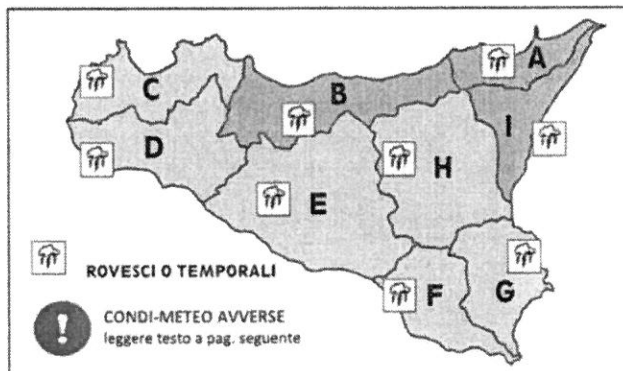 A
C
B
I
D
H
E
F
G
ROVESCI O TEMPORALI
CONDI-METEO AVVERSE
leggere testo a pag. seguente